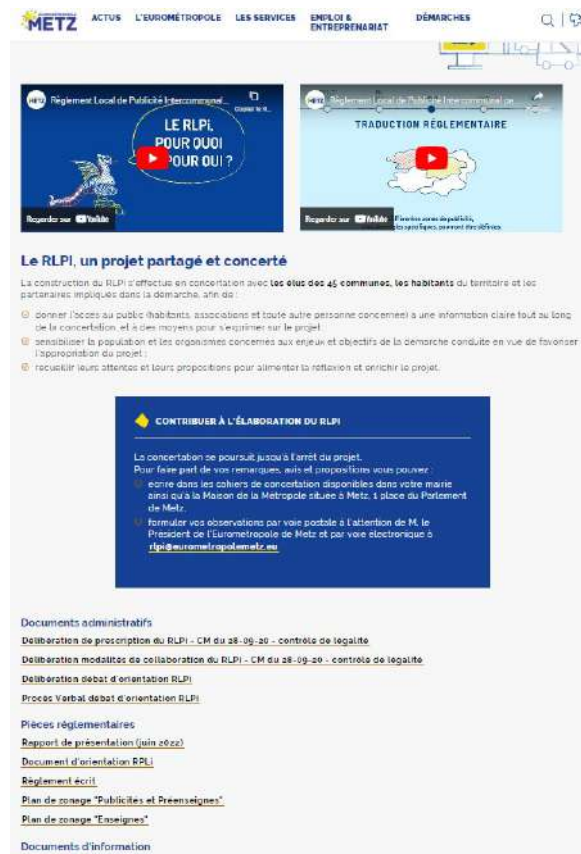 METZ ACTUS L'EUROMÉTROPOLE LES SERVICES EMPLOI & ENTREPRENARIAT DÉMARCHES
METZ Règlement Local de Publicité Intercommunal...
LE RLPi,
POUR QUOI
POUR QUI ?
Regarder sur YouTube
METZ Règlement Local de Publicité Intercommunal
TRADUCTION RÉGLEMENTAIRE
Regarder sur YouTube
Le RLPI, un projet partagé et concerté
La construction du RLPi s'effectue en concertation avec les élus des 45 communes, les habitants du territoire et les
partenaires impliqués dans la démarche, afin de :
donner l'accès au public (habitants, associations et toute autre personne concernée) à une information claire tout au long
de la concertation, et à des moyens pour s'exprimer sur le projet
sensibiliser la population et les organismes concernés aux enjeux et objectifs de la démarche conduite en vue de favoriser
l'appropriation du projet ;
recueillir leurs attentes et leurs propositions pour alimenter la réflexion et enrichir le projet.
CONTRIBUER À L'ÉLABORATION DU RLPI
La concertation se poursuit jusqu'à l'arrêt du projet.
Pour faire part de vos remarques, avis et propositions vous pouvez :
écrire dans les cahiers de concertation disponibles dans votre mairie
ainsi qu'à la Maison de la Métropole située à Metz, 1 place du Parlement
de Metz.
formuler vos observations par voie postale à l'attention de M. le
Président de l'Eurométropole de Metz et par voie électronique à
rlpi@eurometropolemetz.eu
Documents administratifs
Délibération de prescription du RLPi - CM du 28-09-20 - contrôle de légalité
Délibération modalités de collaboration du RLPi - CM du 28-09-20 - contrôle de légalité
Délibération débat d'orientation RLPi
Procès Verbal débat d'orientation RLPi
Pièces réglementaires
Rapport de présentation (juin 2022)
Document d'orientation RPLi
Règlement écrit
Plan de zonage "Publicités et Préenseignes"
Plan de zonage "Enseignes"
Documents d'information